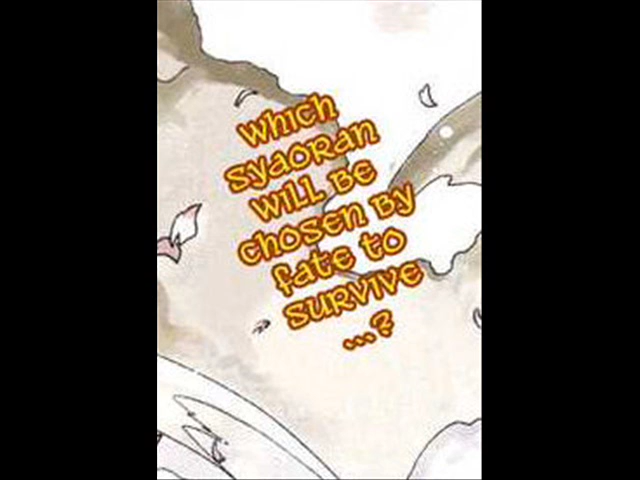 Which
Syaoran
will be
chosen by
fate to
survive
...?